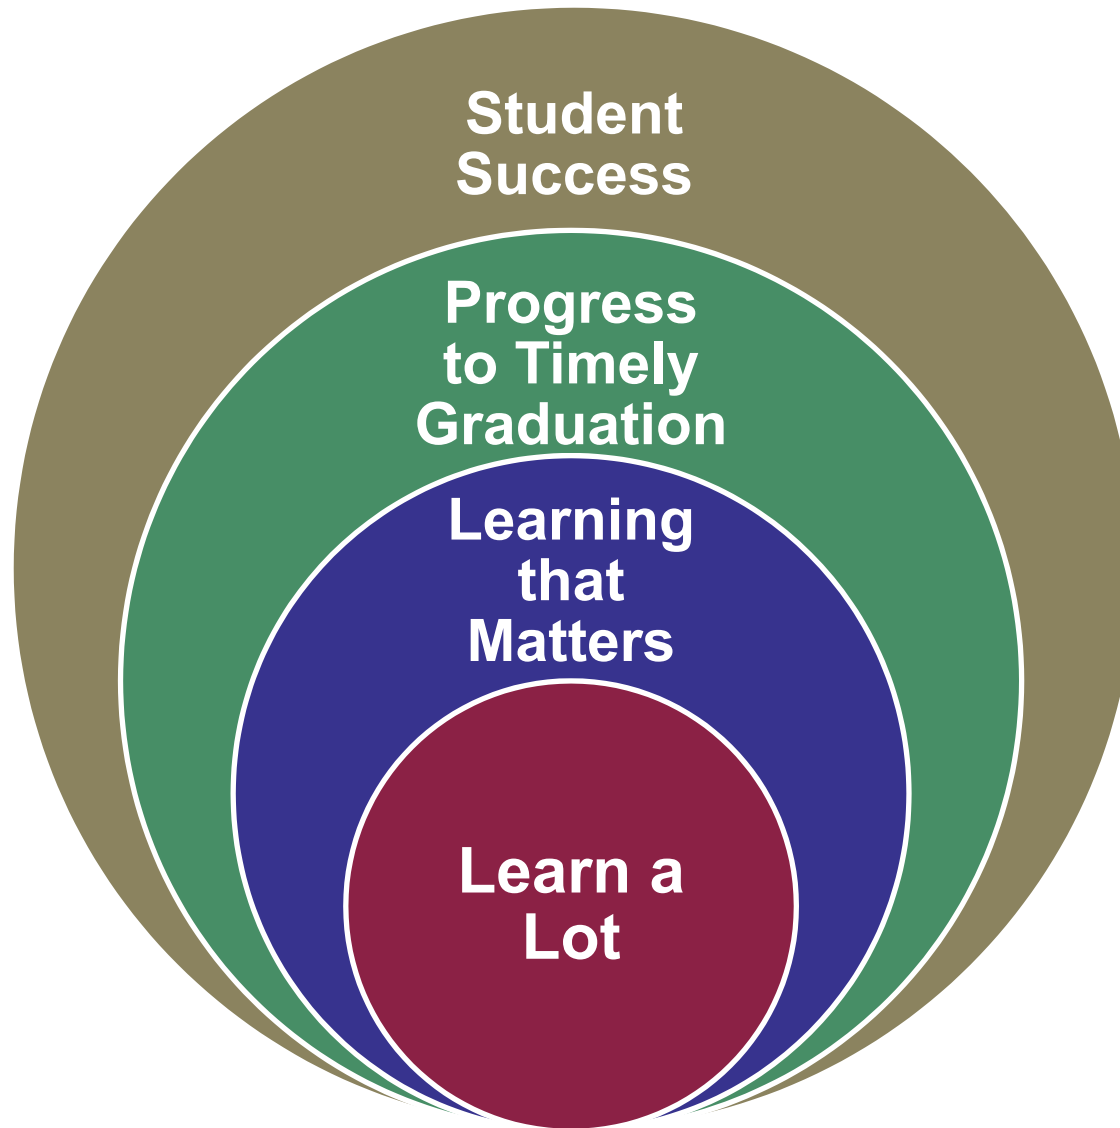 Student
Success
Progress
to Timely
Graduation
Learning
that
Matters
Learn a
Lot